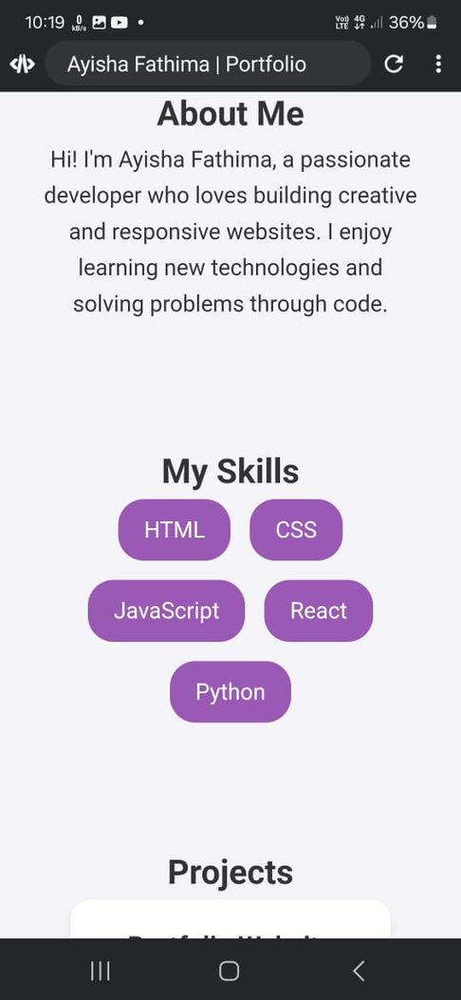 10:19 0 kB/s Vo) LTE 4G 36%
Ayisha Fathima | Portfolio
About Me
Hi! I'm Ayisha Fathima, a passionate
developer who loves building creative
and responsive websites. I enjoy
learning new technologies and
solving problems through code.
My Skills
HTML CSS
JavaScript React
Python
Projects